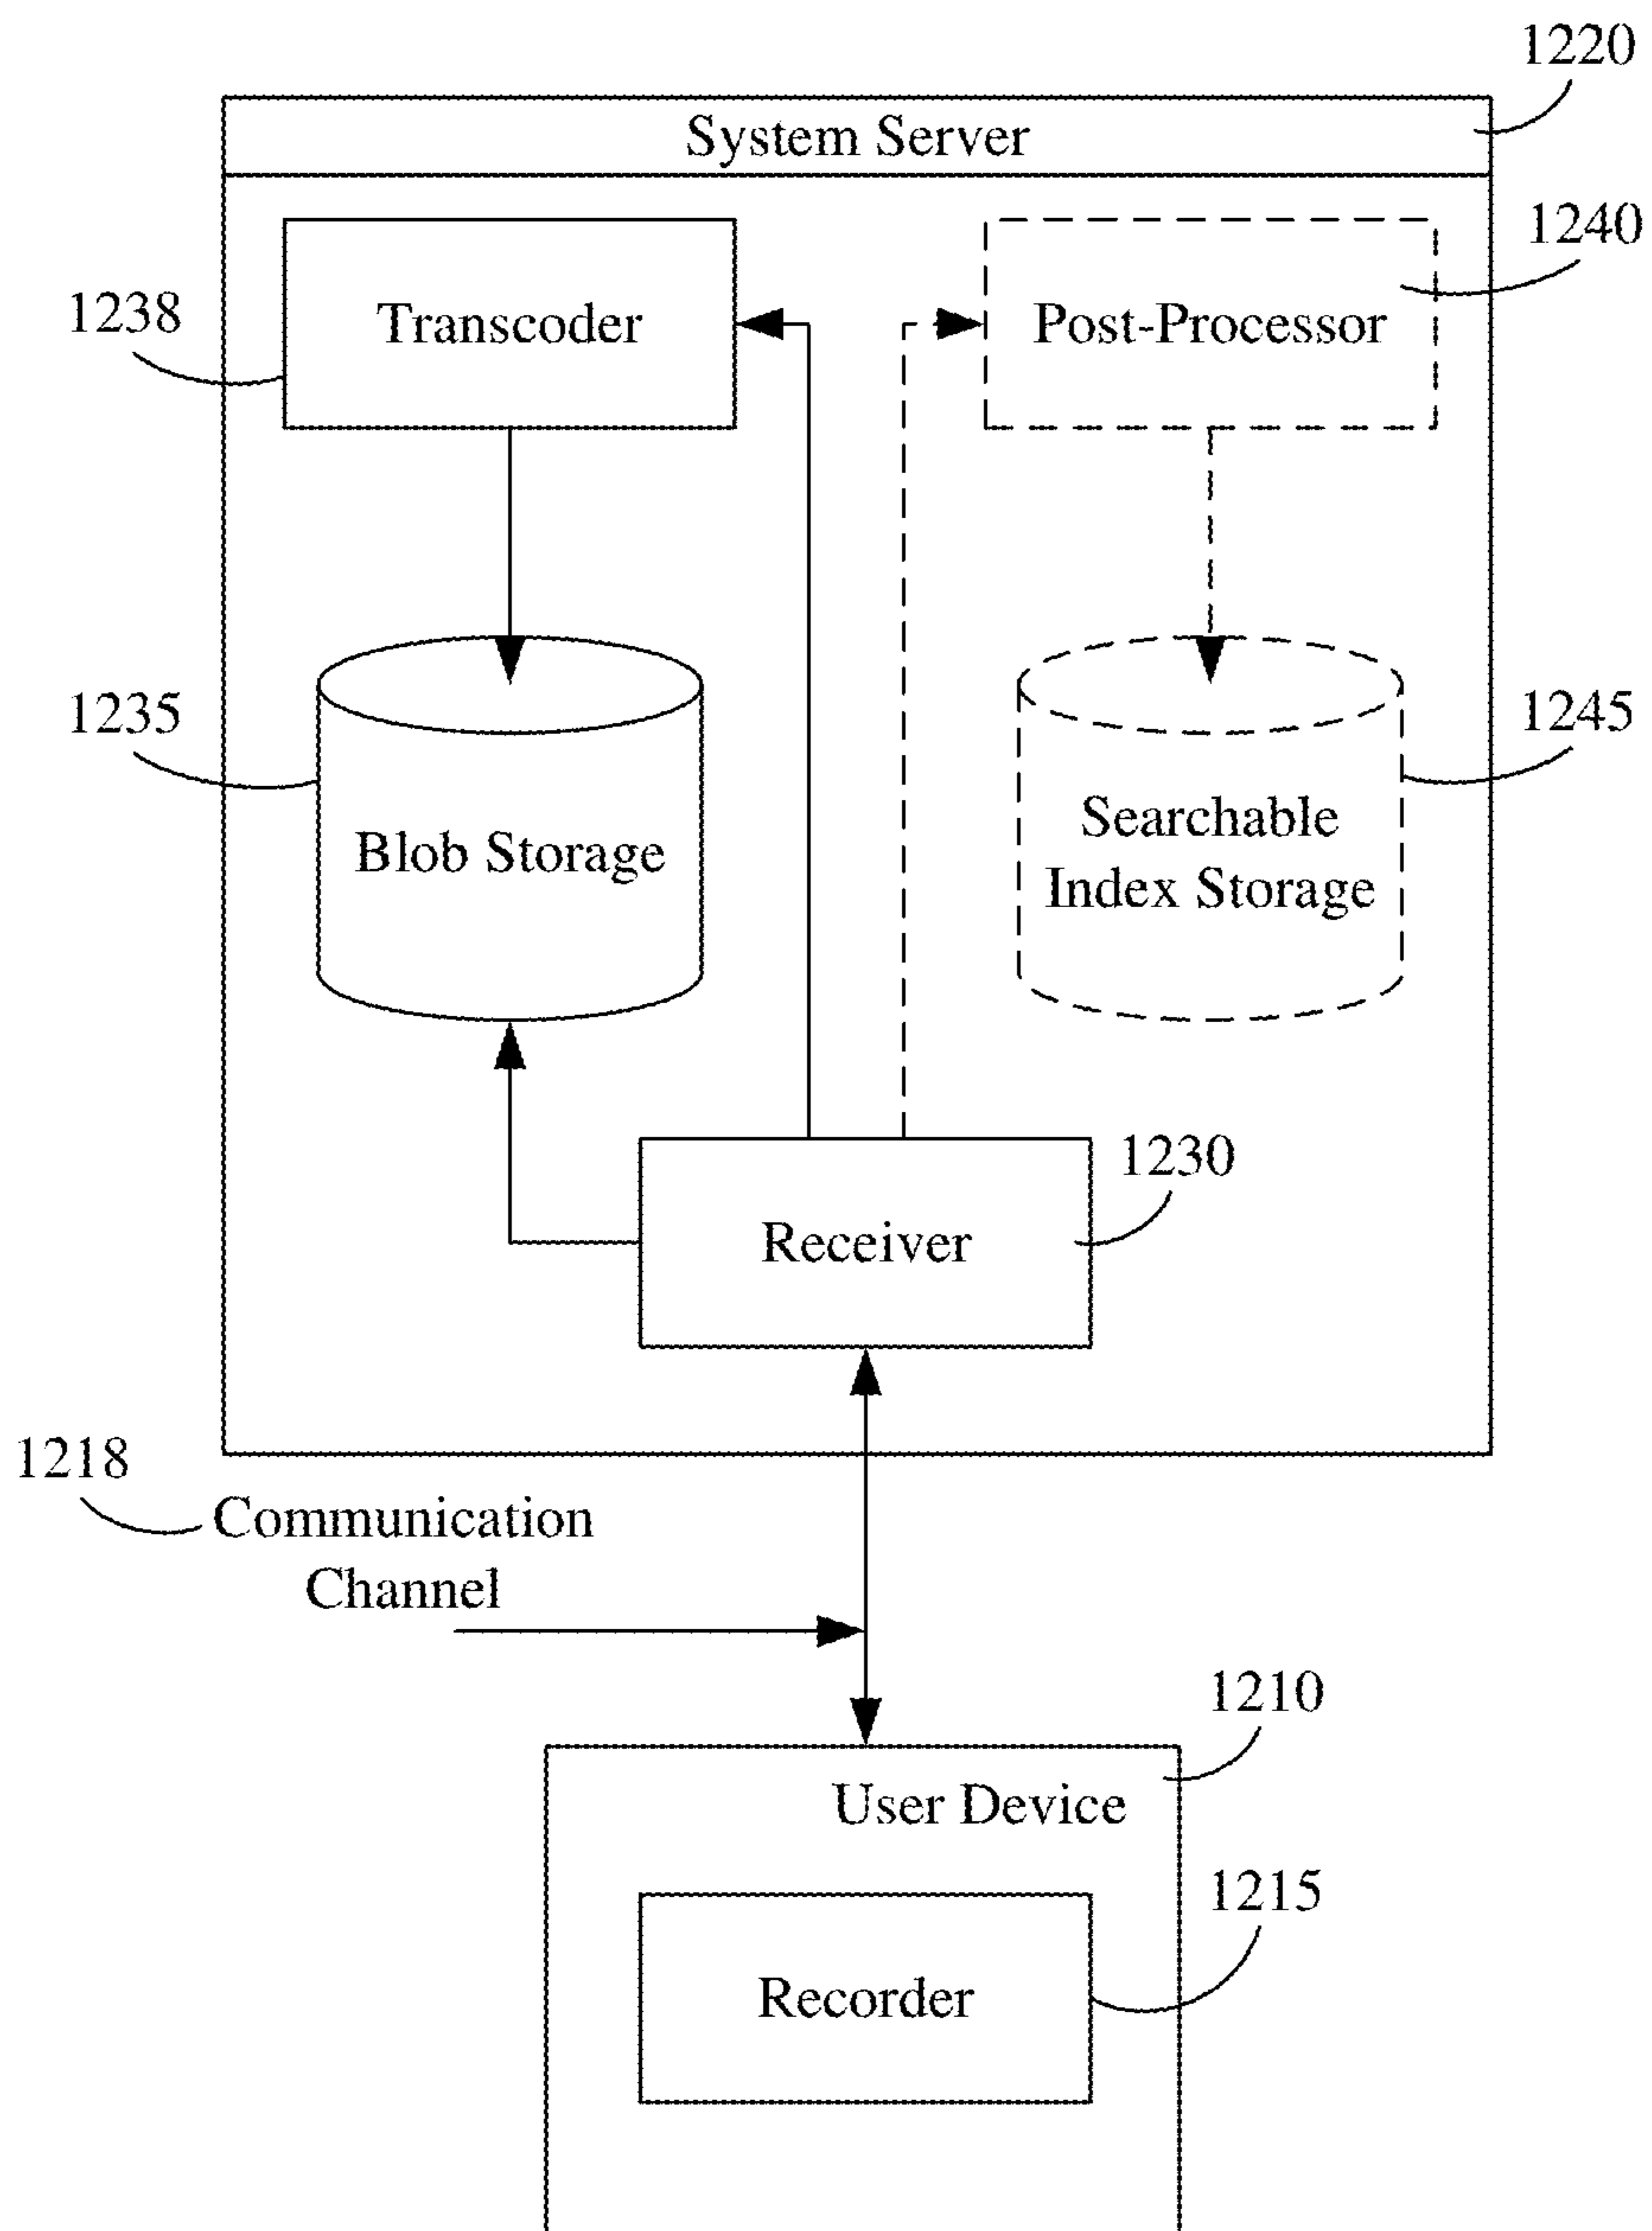 1220
System Server
1240
1238
Transcoder
Post-Processor
1235
1245
Blob Storage
Searchable
Index Storage
1230
Receiver
1218
Communication
Channel
1210
User Device
1215
Recorder